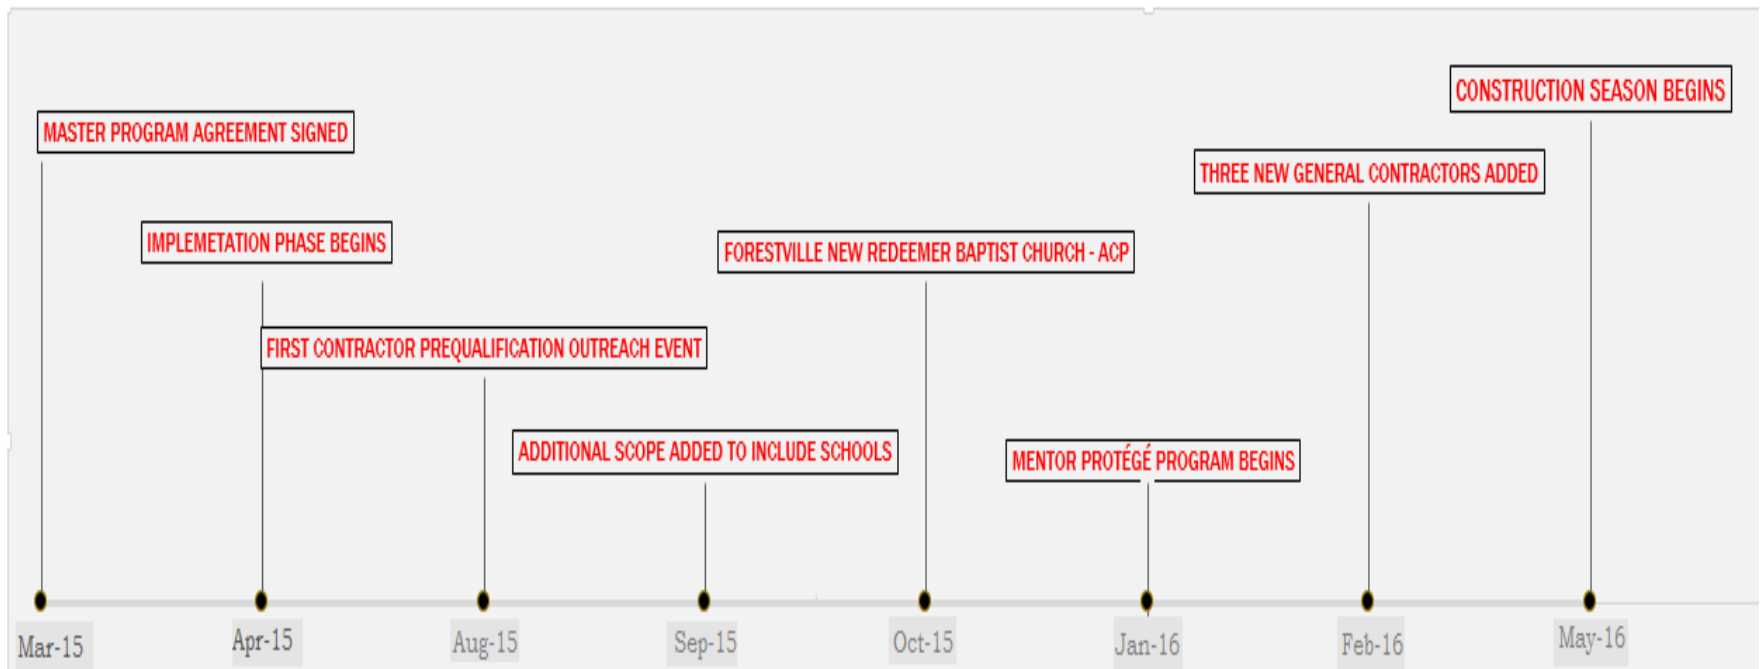 CONSTRUCTION SEASON BEGINS
MASTER PROGRAM AGREEMENT SIGNED
THREE NEW GENERAL CONTRACTORS ADDED
IMPLEMETATION PHASE BEGINS
FORESTVILLE NEW REDEEMER BAPTIST CHURCH - ACP
FIRST CONTRACTOR PREQUALIFICATION OUTREACH EVENT
ADDITIONAL SCOPE ADDED TO INCLUDE SCHOOLS
MENTOR PROTÉGÉ PROGRAM BEGINS
Mar-15
Apr-15
Aug-15
Sep-15
Oct-15
Jan-16
Feb-16
May-16